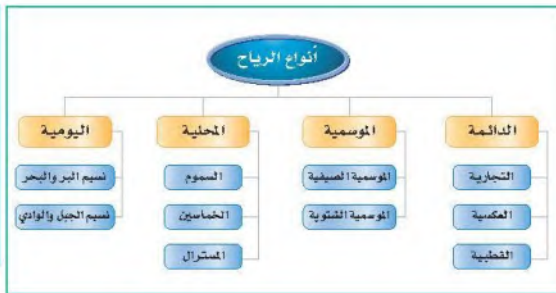 أنواع الرياح
الدائمة
الموسمية
المحلية
اليومية
التجارية
الموسمية الصيفية
السموم
نسيم البر والبحر
العكسية
الموسمية الشتوية
الخماسين
نسيم الجبل والوادي
القطبية
المسترال